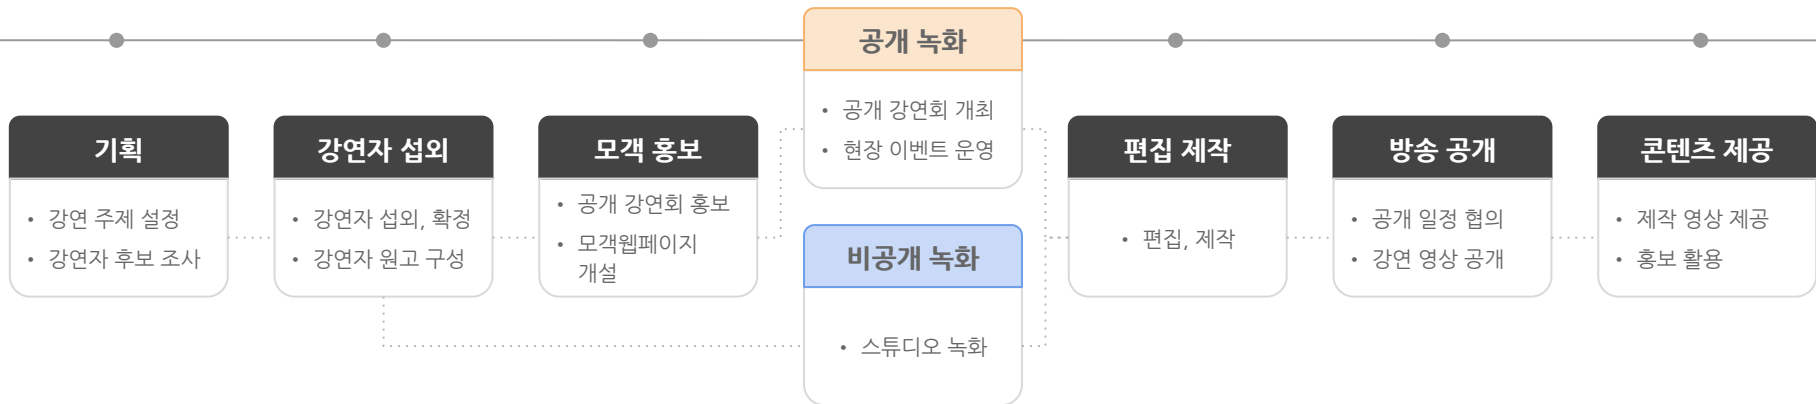 기획
• 강연 주제 설정
• 강연자 후보 조사
강연자 섭외
• 강연자 섭외, 확정
• 강연자 원고 구성
모객 홍보
• 공개 강연회 홍보
• 모객웹페이지
개설
공개 녹화
• 공개 강연회 개최
• 현장 이벤트 운영
비공개 녹화
• 스튜디오 녹화
편집 제작
• 편집, 제작
방송 공개
• 공개 일정 협의
• 강연 영상 공개
콘텐츠 제공
• 제작 영상 제공
• 홍보 활용